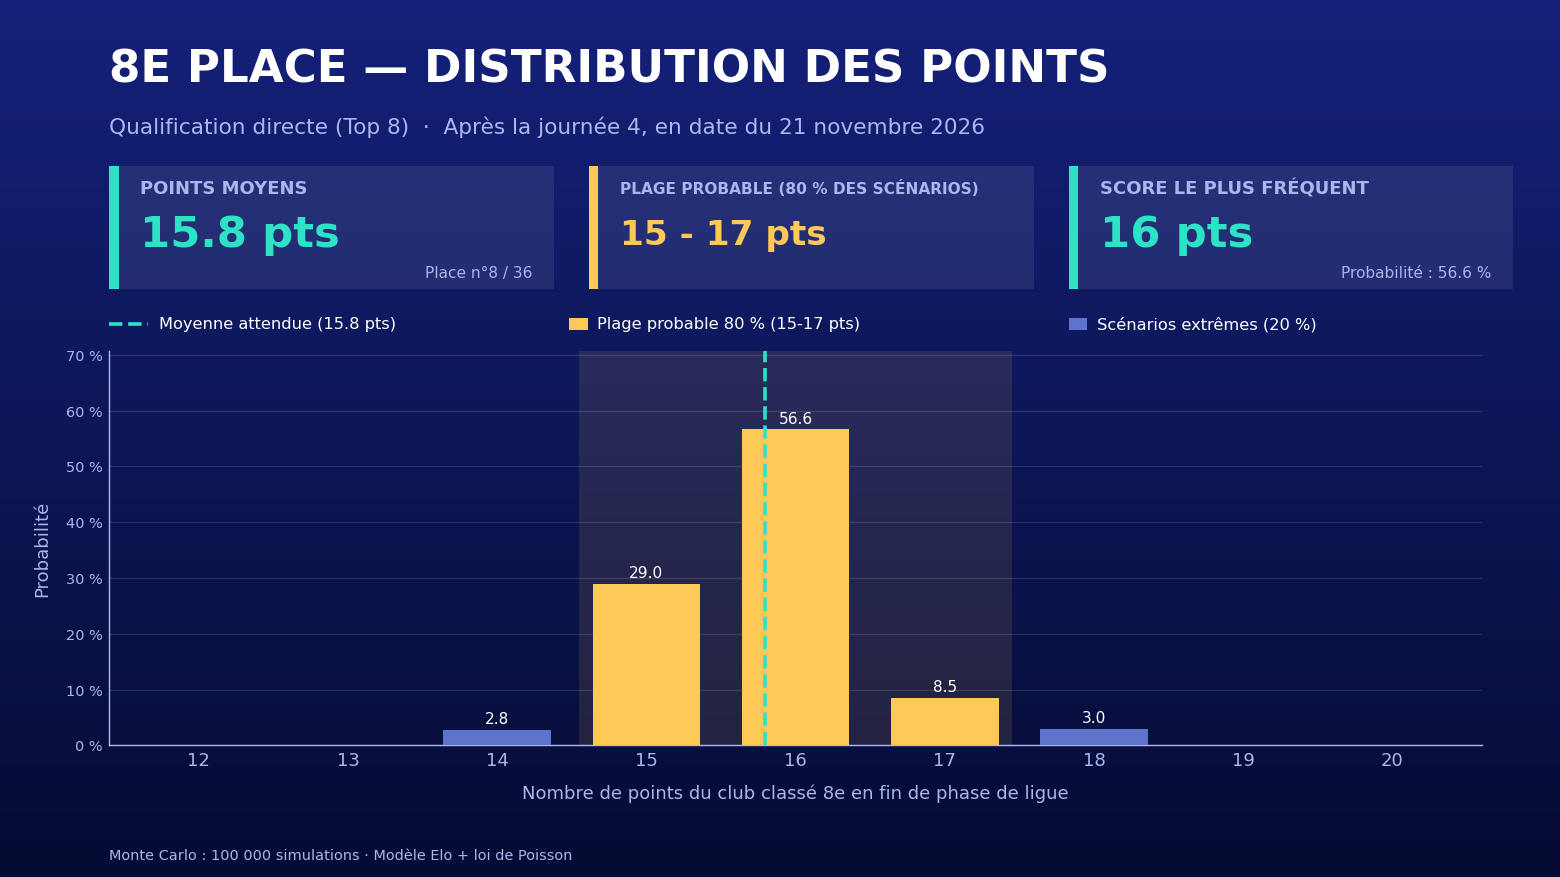 8E PLACE — DISTRIBUTION DES POINTS
Qualification directe (Top 8)  ·  Après la journée 4, en date du 21 novembre 2026
POINTS MOYENS
15.8 pts
Place n°8 / 36
PLAGE PROBABLE (80 % DES SCÉNARIOS)
15 - 17 pts
SCORE LE PLUS FRÉQUENT
16 pts
Probabilité : 56.6 %
Moyenne attendue (15.8 pts)
Plage probable 80 % (15-17 pts)
Scénarios extrêmes (20 %)
Probabilité
70 %
60 %
50 %
40 %
30 %
20 %
10 %
0 %
2.8
29.0
56.6
8.5
3.0
12 13 14 15 16 17 18 19 20
Nombre de points du club classé 8e en fin de phase de ligue
Monte Carlo : 100 000 simulations · Modèle Elo + loi de Poisson